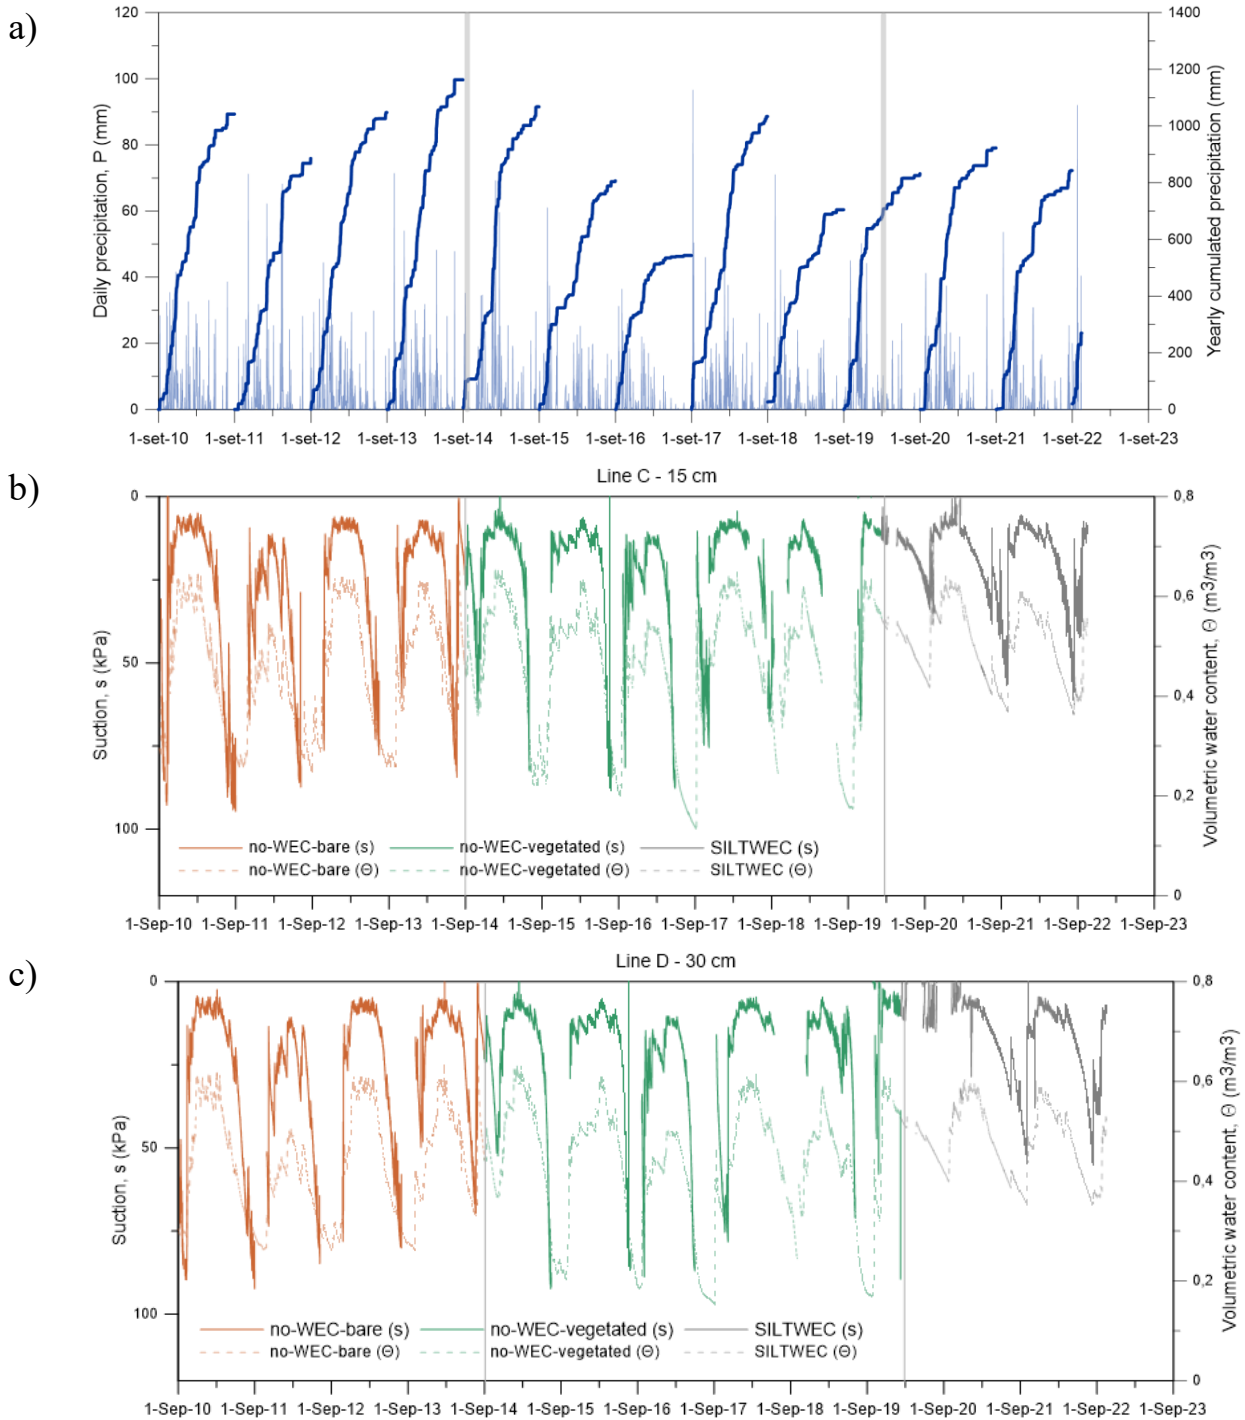 a)
120
100
80
60
40
20
0
Daily precipitation, P (mm)
1400
1200
1000
800
600
400
200
0
Yearly cumulated precipitation (mm)
1-set-10 1-set-11 1-set-12 1-set-13 1-set-14 1-set-15 1-set-16 1-set-17 1-set-18 1-set-19 1-set-20 1-set-21 1-set-22 1-set-23
b)
Line C - 15 cm
0
50
100
Suction, s (kPa)
0,8
0,6
0,4
0,2
0
Volumetric water content, Θ (m3/m3)
no-WEC-bare (s) no-WEC-vegetated (s) SILTWEC (s)
no-WEC-bare (Θ) no-WEC-vegetated (Θ) SILTWEC (Θ)
1-Sep-10 1-Sep-11 1-Sep-12 1-Sep-13 1-Sep-14 1-Sep-15 1-Sep-16 1-Sep-17 1-Sep-18 1-Sep-19 1-Sep-20 1-Sep-21 1-Sep-22 1-Sep-23
c)
Line D - 30 cm
0
50
100
Suction, s (kPa)
0,8
0,6
0,4
0,2
0
Volumetric water content, Θ (m3/m3)
no-WEC-bare (s) no-WEC-vegetated (s) SILTWEC (s)
no-WEC-bare (Θ) no-WEC-vegetated (Θ) SILTWEC (Θ)
1-Sep-10 1-Sep-11 1-Sep-12 1-Sep-13 1-Sep-14 1-Sep-15 1-Sep-16 1-Sep-17 1-Sep-18 1-Sep-19 1-Sep-20 1-Sep-21 1-Sep-22 1-Sep-23